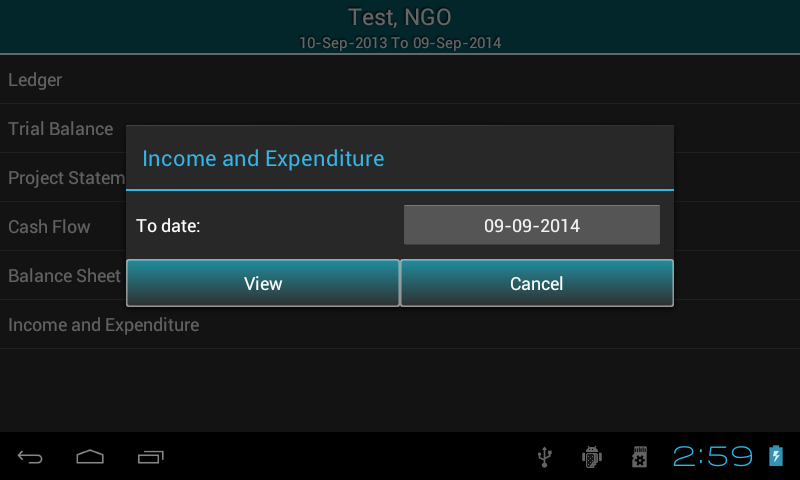 Test, NGO
10-Sep-2013 To 09-Sep-2014
Ledger
Trial Balance
Project Statem
Cash Flow
Balance Sheet
Income and Expenditure
Income and Expenditure
To date:
09-09-2014
View
Cancel
2:59